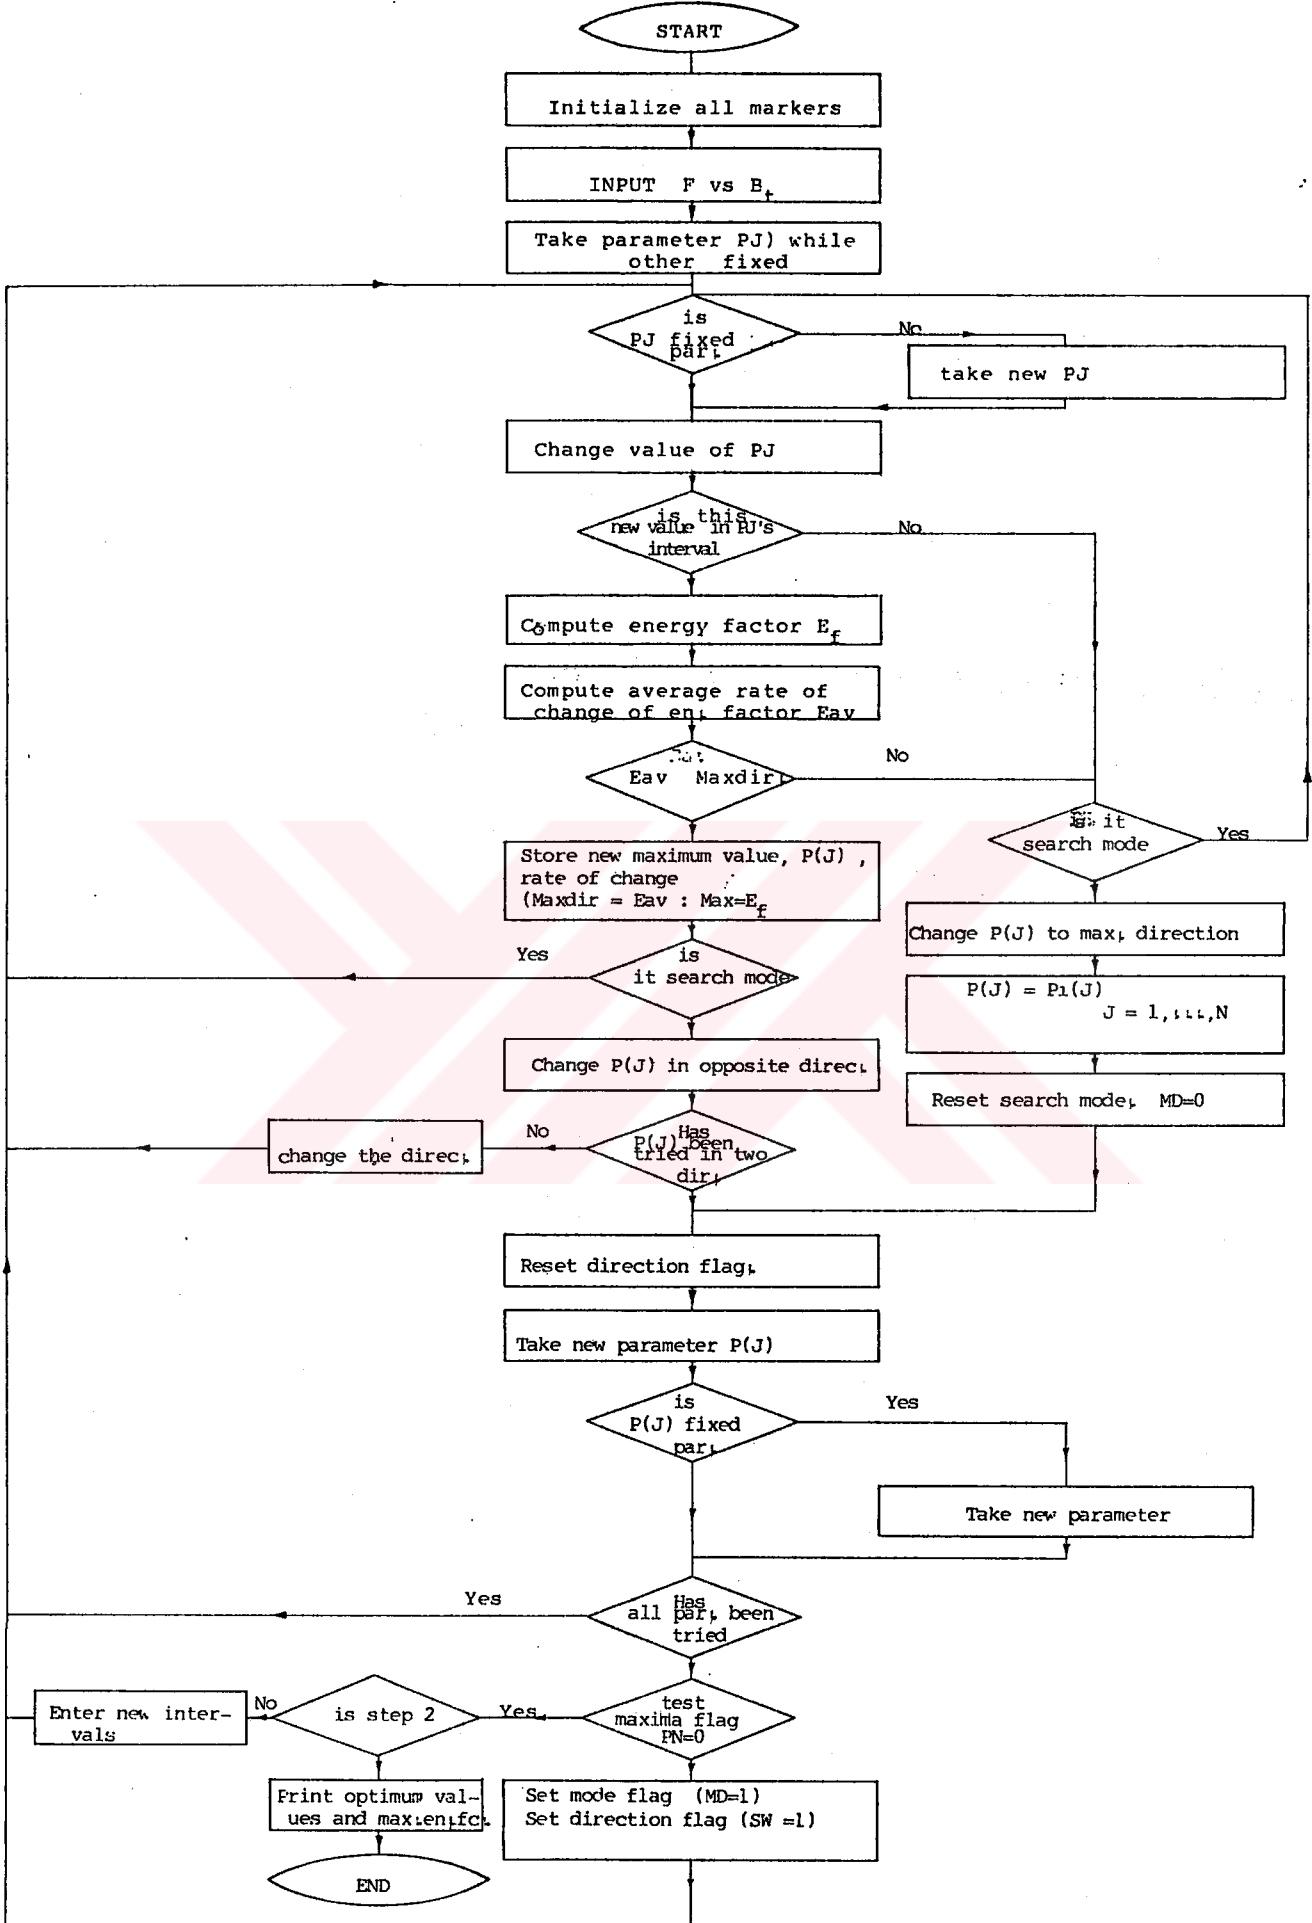 START
Initialize all markers
INPUT F vs B
Take parameter PJ) while
other fixed
is
PJ fixed
par.
No
take new PJ
Change value of PJ
is this
new value in PJ's
interval
No
Compute energy factor E_f
Compute average rate of
change of en. factor Eav
Eav Maxdir.
No
is it
search mode
Yes
Store new maximum value, P(J) ,
rate of change
(Maxdir = Eav : Max=E_f
Change P(J) to max. direction
is
it search mode
Yes
P(J) = P1(J)
J = 1,...,N
Change P(J) in opposite direc.
Reset search mode. MD=0
Has
P(J) been
tried in two
dir.
No
change the direc.
Reset direction flag.
Take new parameter P(J)
is
P(J) fixed
par.
Yes
Take new parameter
Has
all par. been
tried
Yes
test
maxima flag
PN=0
Yes
is step 2
No
Enter new inter-
vals
Print optimum val-
ues and max.en.fc.
Set mode flag (MD=1)
Set direction flag (SW =1)
END